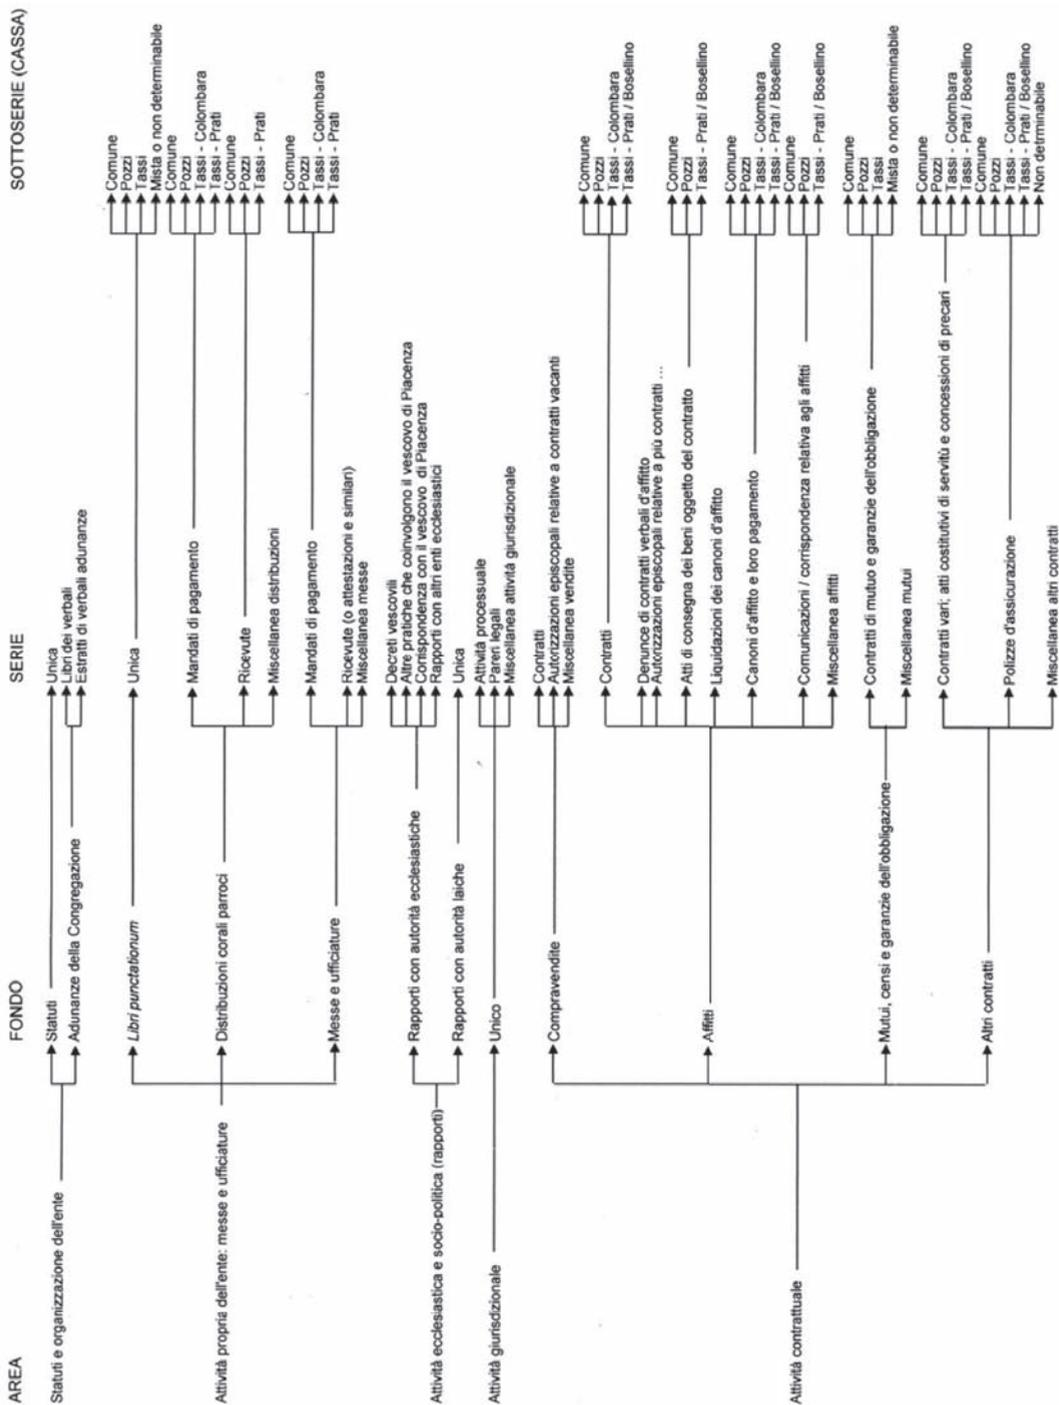 AREA
FONDO
SERIE
SOTTOSERIE (CASSA)
Statuti e organizzazione dell'ente
Statuti
Unica
Adunanze della Congregazione
Libri dei verbali
Estratti di verbali adunanze
Attività propria dell'ente: messe e ufficiature
Libri punctationum
Unica
Comune
Pozzi
Tassi
Mista o non determinabile
Distribuzioni corali parroci
Mandati di pagamento
Comune
Pozzi
Tassi - Colombara
Tassi - Prati
Ricevute
Comune
Pozzi
Tassi - Prati
Miscellanea distribuzioni
Messe e ufficiature
Mandati di pagamento
Comune
Pozzi
Tassi - Colombara
Tassi - Prati
Ricevute (o attestazioni e similari)
Miscellanea messe
Attività ecclesiastica e socio-politica (rapporti)
Rapporti con autorità ecclesiastiche
Decreti vescovili
Altre pratiche che coinvolgono il vescovo di Piacenza
Corrispondenza con il vescovo di Piacenza
Rapporti con altri enti ecclesiastici
Rapporti con autorità laiche
Unica
Attività giurisdizionale
Unico
Attività processuale
Pareri legali
Miscellanea attività giurisdizionale
Attività contrattuale
Compravendite
Contratti
Autorizzazioni episcopali relative a contratti vacanti
Miscellanea vendite
Affitti
Contratti
Comune
Pozzi
Tassi - Colombara
Tassi - Prati / Bosellino
Denunce di contratti verbali d'affitto
Autorizzazioni episcopali relative a più contratti ...
Atti di consegna dei beni oggetto del contratto
Comune
Pozzi
Tassi - Prati / Bosellino
Liquidazioni dei canoni d'affitto
Canoni d'affitto e loro pagamento
Comune
Pozzi
Tassi - Colombara
Tassi - Prati / Bosellino
Comunicazioni / corrispondenza relativa agli affitti
Comune
Pozzi
Tassi - Prati / Bosellino
Miscellanea affitti
Mutui, censi e garanzie dell'obbligazione
Contratti di mutuo e garanzie dell'obbligazione
Comune
Pozzi
Tassi
Mista o non determinabile
Miscellanea mutui
Altri contratti
Contratti vari; atti costitutivi di servitù e concessioni di precari
Comune
Pozzi
Tassi - Colombara
Tassi - Prati / Bosellino
Polizze d'assicurazione
Comune
Pozzi
Tassi - Colombara
Tassi - Prati / Bosellino
Non detrminabile
Miscellanea altri contratti